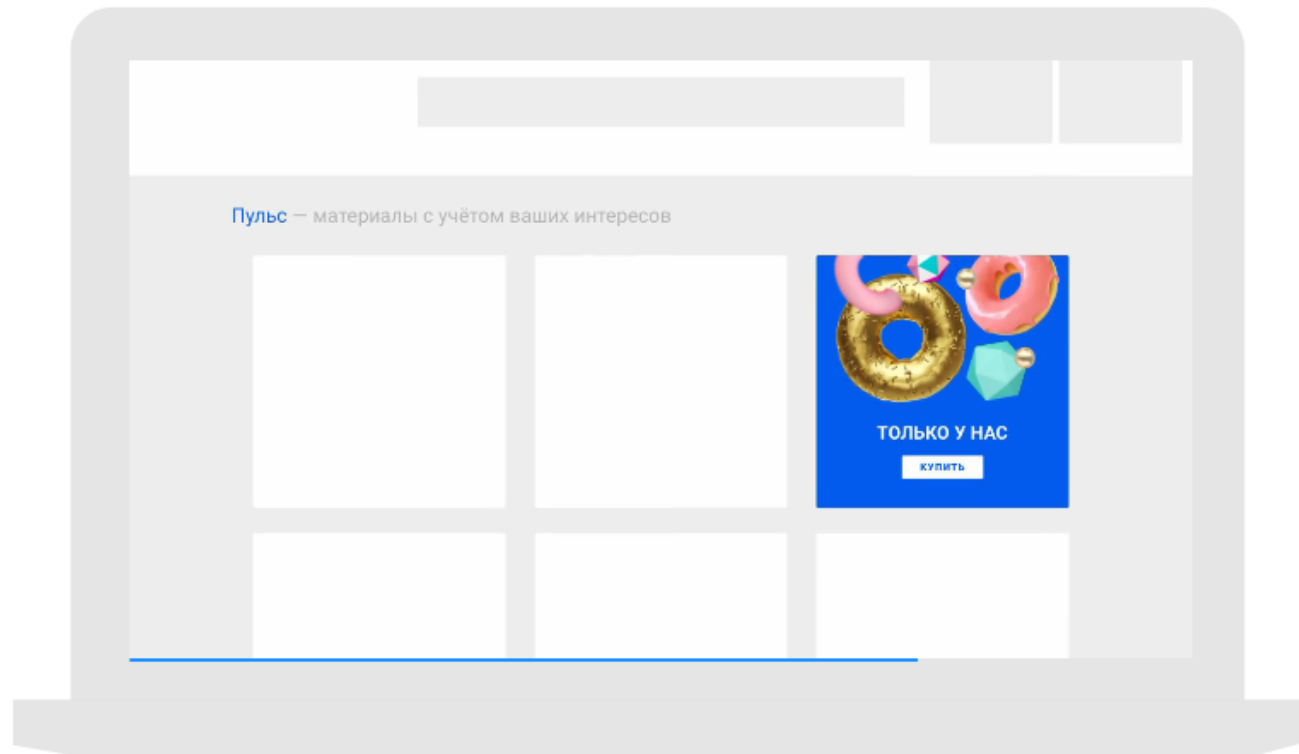 Пульс — материалы с учётом ваших интересов
ТОЛЬКО У НАС
КУПИТЬ